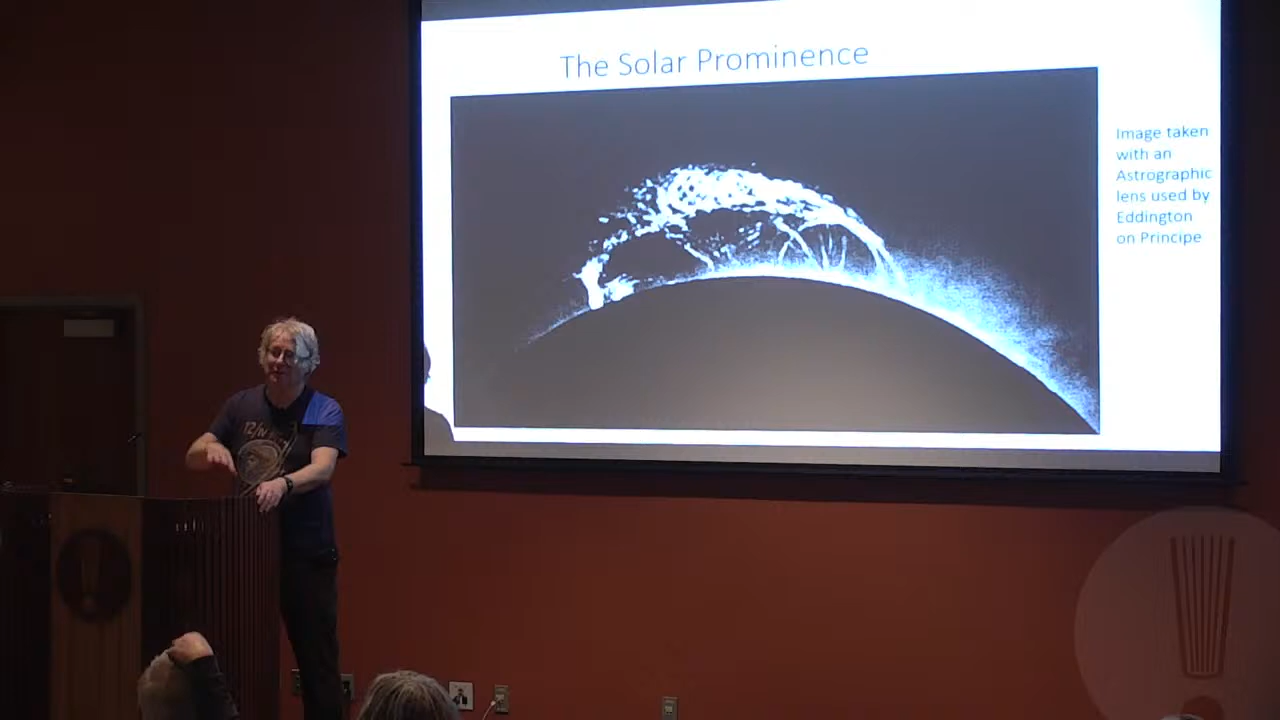 The Solar Prominence
Image taken
with an
Astrographic
lens used by
Eddington
on Principe